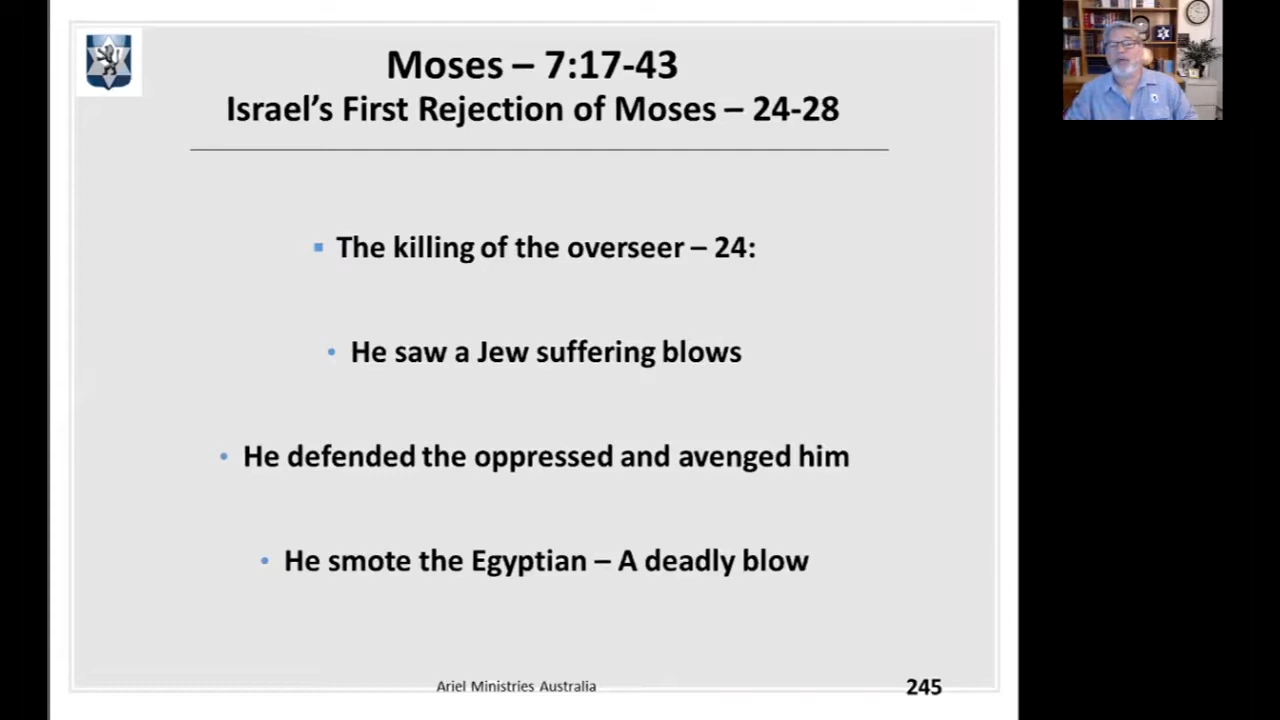 Moses – 7:17-43
Israel's First Rejection of Moses – 24-28
The killing of the overseer – 24:
He saw a Jew suffering blows
He defended the oppressed and avenged him
He smote the Egyptian – A deadly blow
Ariel Ministries Australia
245